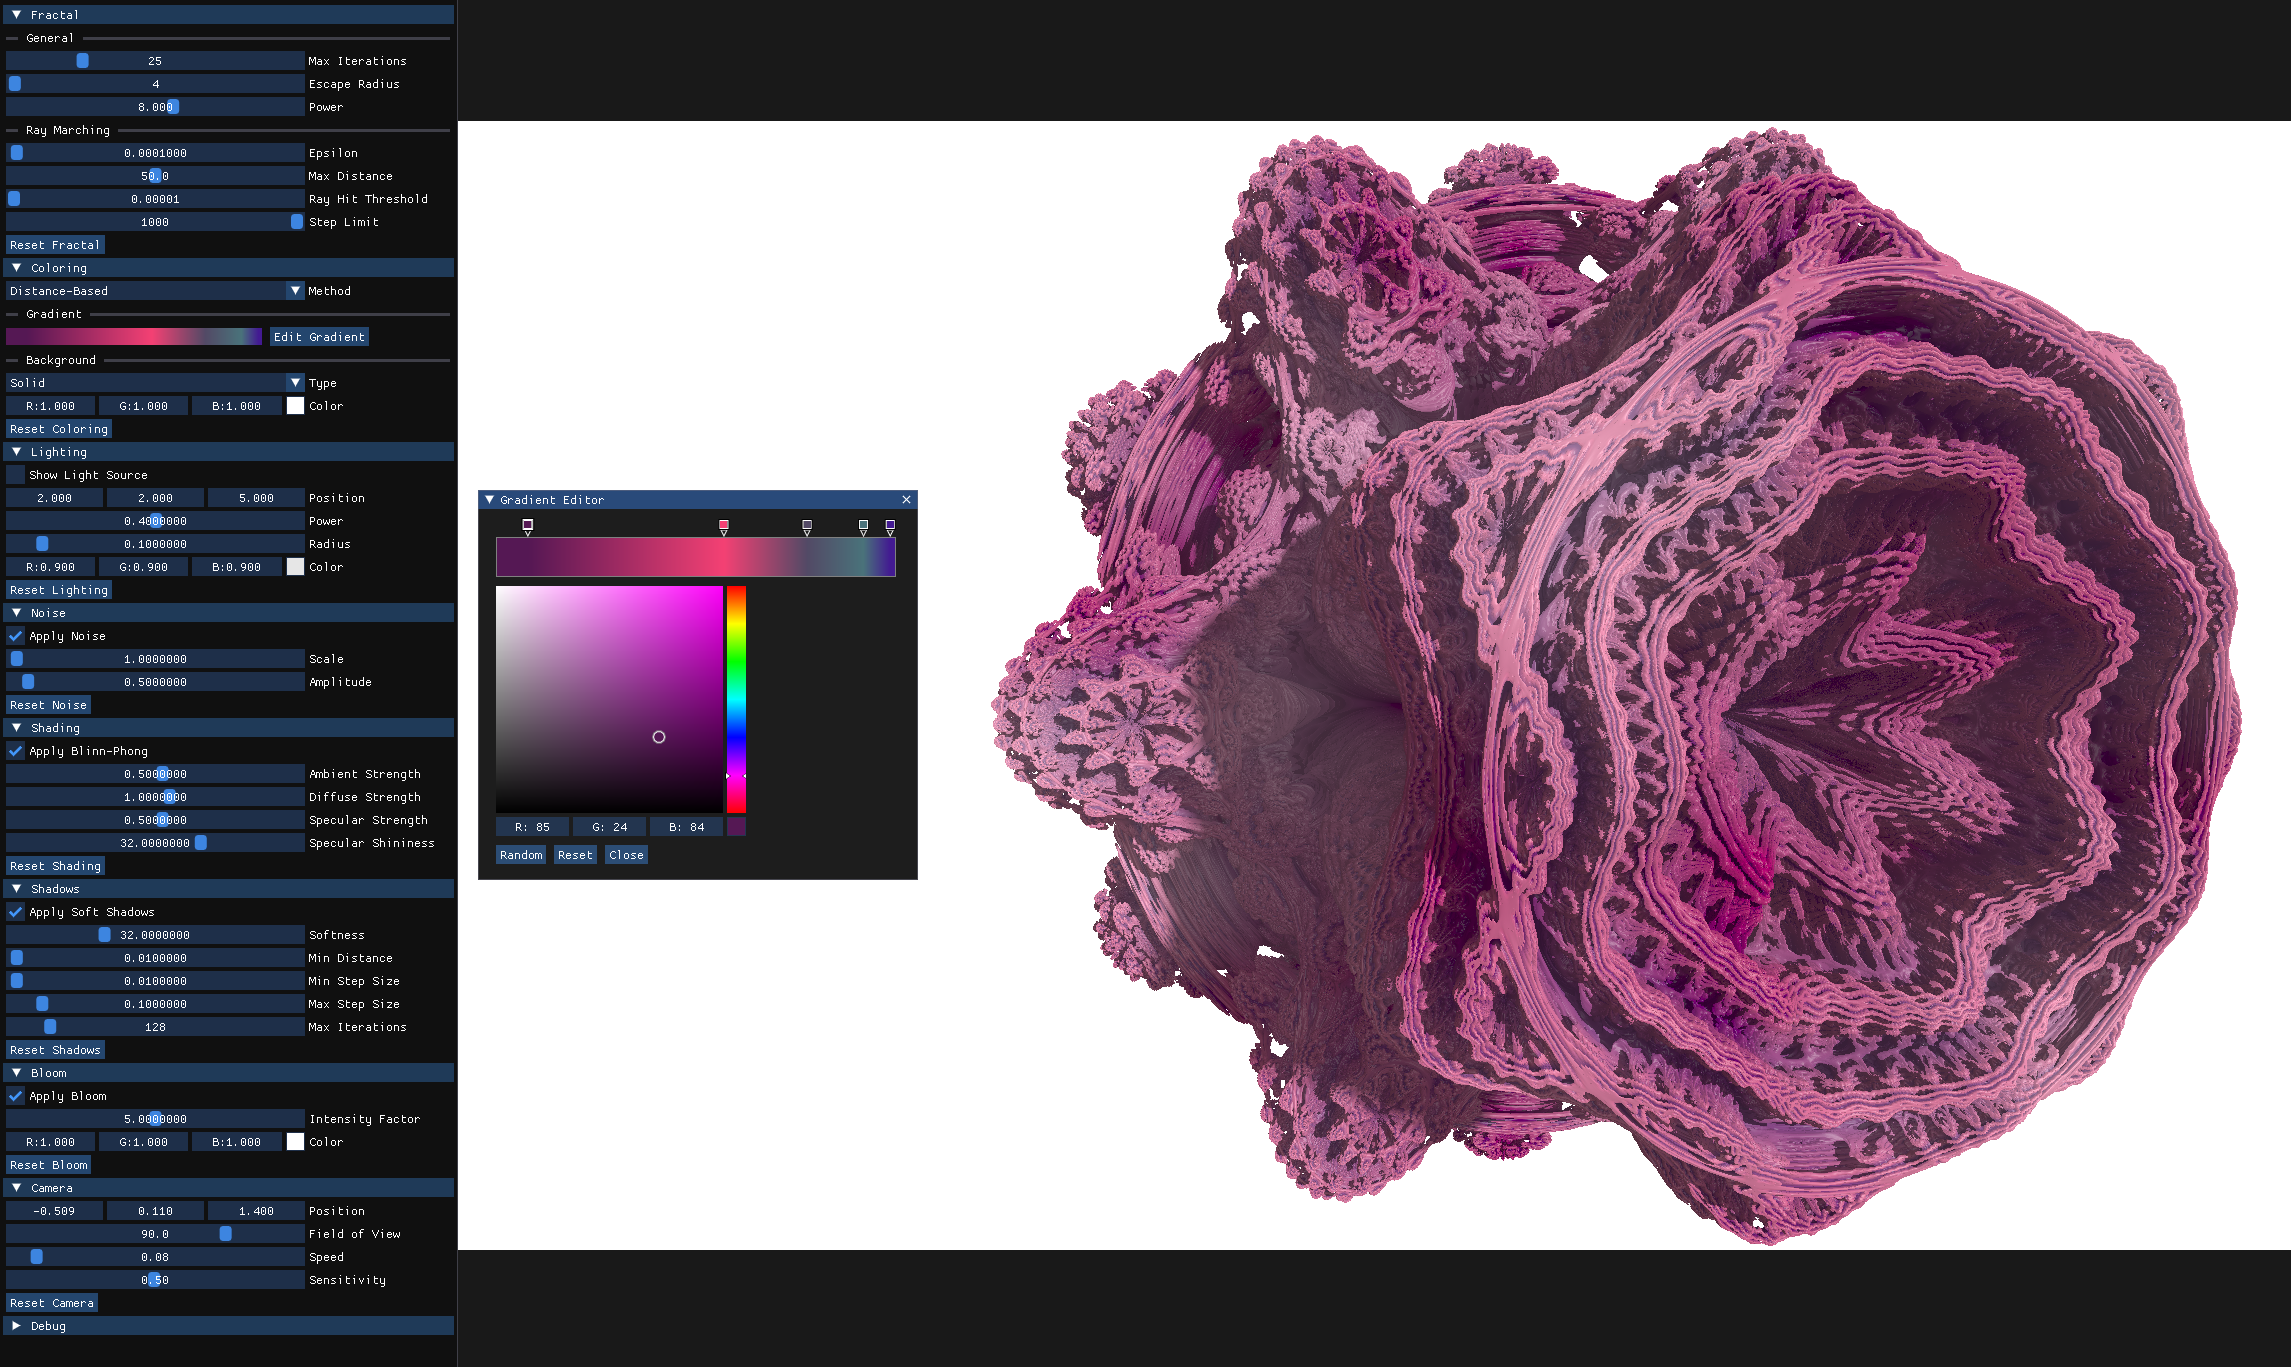 Fractal
General
25 Max Iterations
4 Escape Radius
8.000 Power
Ray Marching
0.0001000 Epsilon
50.0 Max Distance
0.00001 Ray Hit Threshold
1000 Step Limit
Reset Fractal
Coloring
Distance-Based Method
Gradient
Edit Gradient
Background
Solid Type
R:1.000 G:1.000 B:1.000 Color
Reset Coloring
Lighting
Show Light Source
2.000 2.000 5.000 Position
0.4000000 Power
0.1000000 Radius
R:0.900 G:0.900 B:0.900 Color
Reset Lighting
Noise
Apply Noise
1.0000000 Scale
0.5000000 Amplitude
Reset Noise
Shading
Apply Blinn-Phong
0.5000000 Ambient Strength
1.0000000 Diffuse Strength
0.5000000 Specular Strength
32.0000000 Specular Shininess
Reset Shading
Shadows
Apply Soft Shadows
32.0000000 Softness
0.0100000 Min Distance
0.0100000 Min Step Size
0.1000000 Max Step Size
128 Max Iterations
Reset Shadows
Bloom
Apply Bloom
5.0000000 Intensity Factor
R:1.000 G:1.000 B:1.000 Color
Reset Bloom
Camera
-0.509 0.110 1.400 Position
90.0 Field of View
0.08 Speed
0.50 Sensitivity
Reset Camera
Debug
Gradient Editor
R: 85 G: 24 B: 84
Random Reset Close